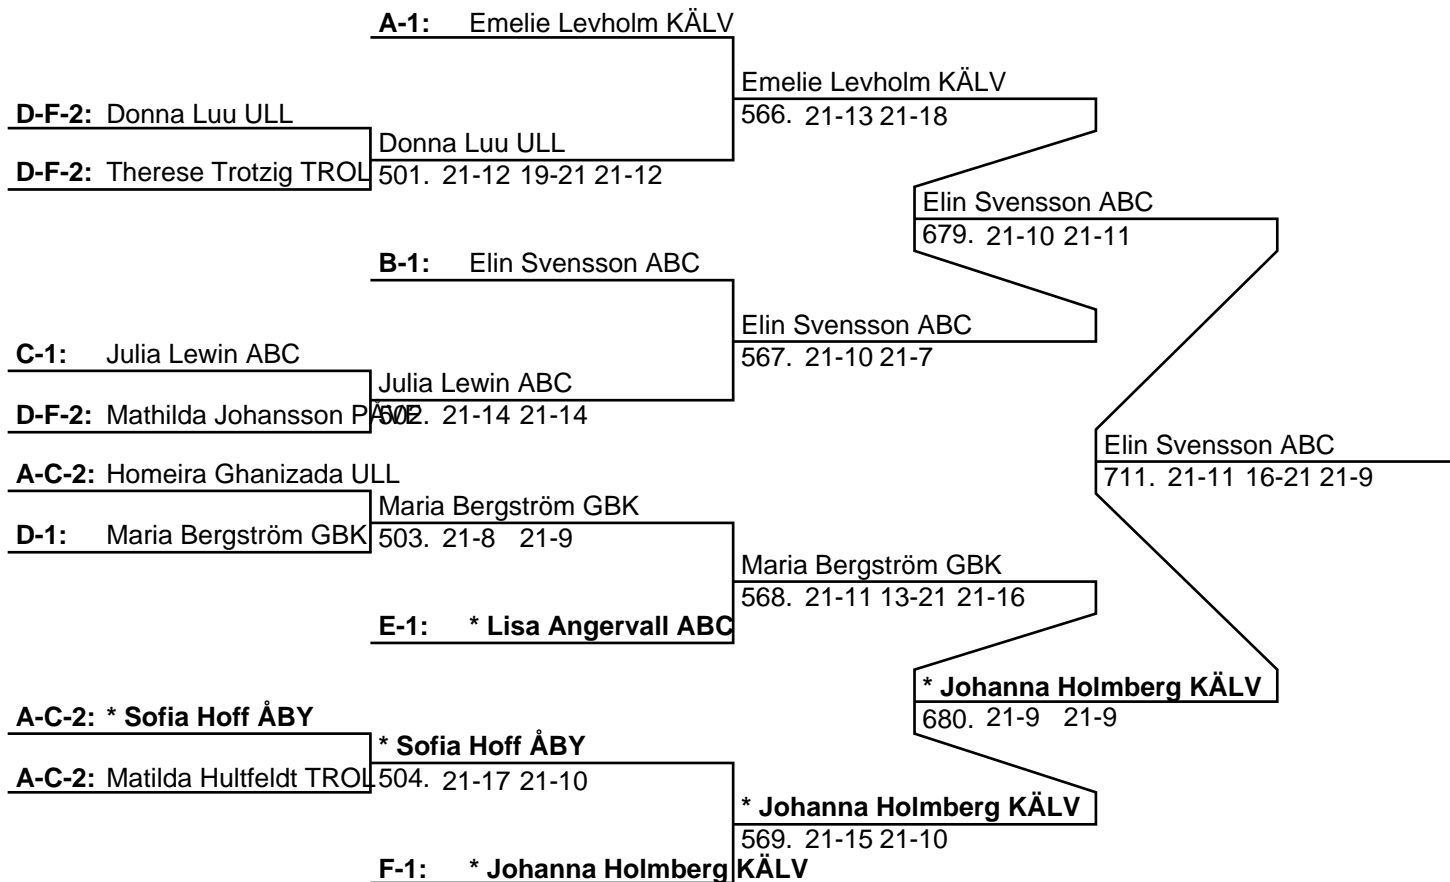 A-1: Emelie Levholm KÄLV
Emelie Levholm KÄLV
566. 21-13 21-18
D-F-2: Donna Luu ULL
Donna Luu ULL
501. 21-12 19-21 21-12
D-F-2: Therese Trotzig TROL
Elin Svensson ABC
679. 21-10 21-11
B-1: Elin Svensson ABC
Elin Svensson ABC
567. 21-10 21-7
C-1: Julia Lewin ABC
Julia Lewin ABC
502. 21-14 21-14
D-F-2: Mathilda Johansson PÅVE
Elin Svensson ABC
711. 21-11 16-21 21-9
A-C-2: Homeira Ghanizada ULL
Maria Bergström GBK
503. 21-8 21-9
D-1: Maria Bergström GBK
Maria Bergström GBK
568. 21-11 13-21 21-16
E-1: * Lisa Angervall ABC
* Johanna Holmberg KÄLV
680. 21-9 21-9
A-C-2: * Sofia Hoff ÅBY
* Sofia Hoff ÅBY
504. 21-17 21-10
A-C-2: Matilda Hultfeldt TROL
* Johanna Holmberg KÄLV
569. 21-15 21-10
F-1: * Johanna Holmberg KÄLV